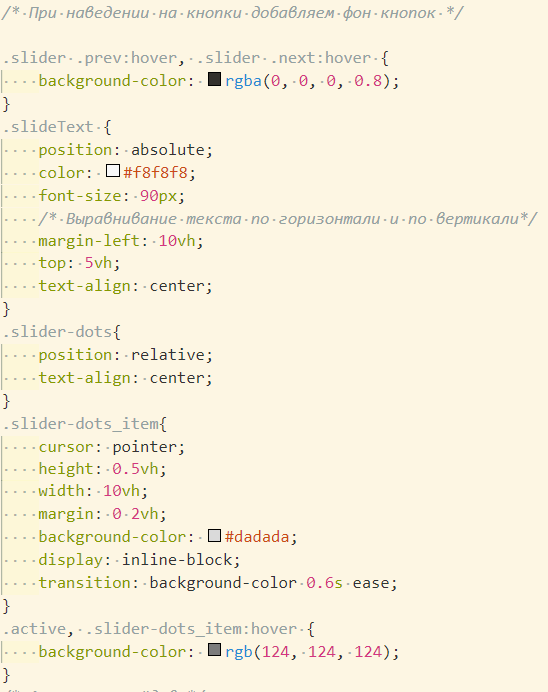 /* При наведении на кнопки добавляем фон кнопок */

.slider .prev:hover, .slider .next:hover {
    background-color: rgba(0, 0, 0, 0.8);
}
.slideText {
    position: absolute;
    color: #f8f8f8;
    font-size: 90px;
    /* Выравнивание текста по горизонтали и по вертикали*/
    margin-left: 10vh;
    top: 5vh;
    text-align: center;
}
.slider-dots{
    position: relative;
    text-align: center;
}
.slider-dots_item{
    cursor: pointer;
    height: 0.5vh;
    width: 10vh;
    margin: 0 2vh;
    background-color: #dadada;
    display: inline-block;
    transition: background-color 0.6s ease;
}
.active, .slider-dots_item:hover {
    background-color: rgb(124, 124, 124);
}